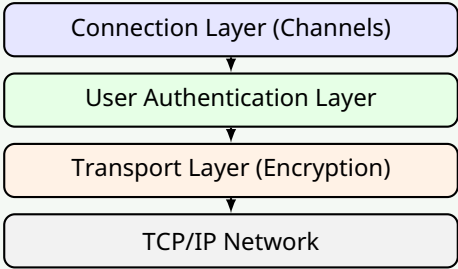 Connection Layer (Channels)
User Authentication Layer
Transport Layer (Encryption)
TCP/IP Network